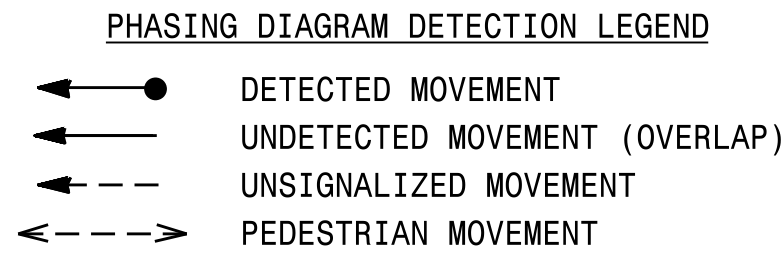 PHASING DIAGRAM DETECTION LEGEND
DETECTED MOVEMENT
UNDETECTED MOVEMENT (OVERLAP)
UNSIGNALIZED MOVEMENT
PEDESTRIAN MOVEMENT